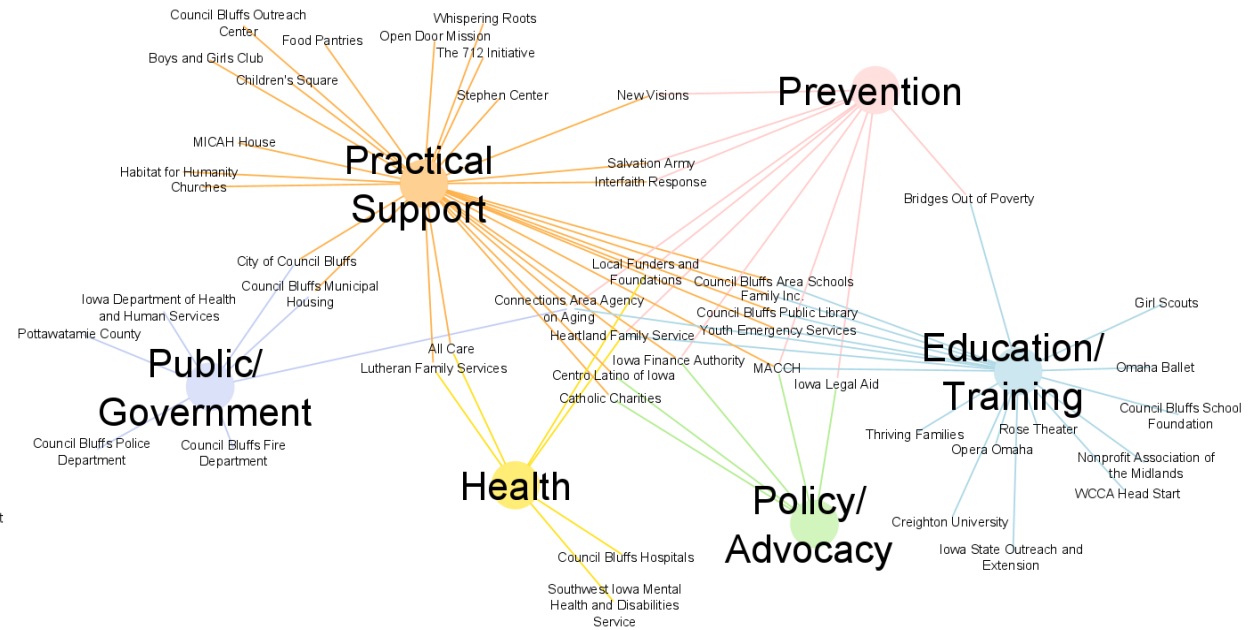 Council Bluffs Outreach
Center
Whispering Roots
Food Pantries
Open Door Mission
The 712 Initiative
Boys and Girls Club
Children's Square
Stephen Center
New Visions
Prevention
MICAH House
Practical
Support
Salvation Army
Habitat for Humanity
Churches
Interfaith Response
Bridges Out of Poverty
City of Council Bluffs
Local Funders and
Foundations
Council Bluffs Municipal
Housing
Council Bluffs Area Schools
Family Inc.
Iowa Department of Health
and Human Services
Connections Area Agency
on Aging
Council Bluffs Public Library
Girl Scouts
Pottawatamie County
Heartland Family Service
Youth Emergency Services
All Care
Lutheran Family Services
Iowa Finance Authority
Centro Latino of Iowa
MACCH
Iowa Legal Aid
Education/
Training
Omaha Ballet
Public/
Government
Catholic Charities
Council Bluffs School
Foundation
Thriving Families
Rose Theater
Opera Omaha
Council Bluffs Police
Department
Council Bluffs Fire
Department
Nonprofit Association of
the Midlands
Health
WCCA Head Start
Policy/
Advocacy
t
Creighton University
Council Bluffs Hospitals
Iowa State Outreach and
Extension
Southwest Iowa Mental
Health and Disabilities
Service